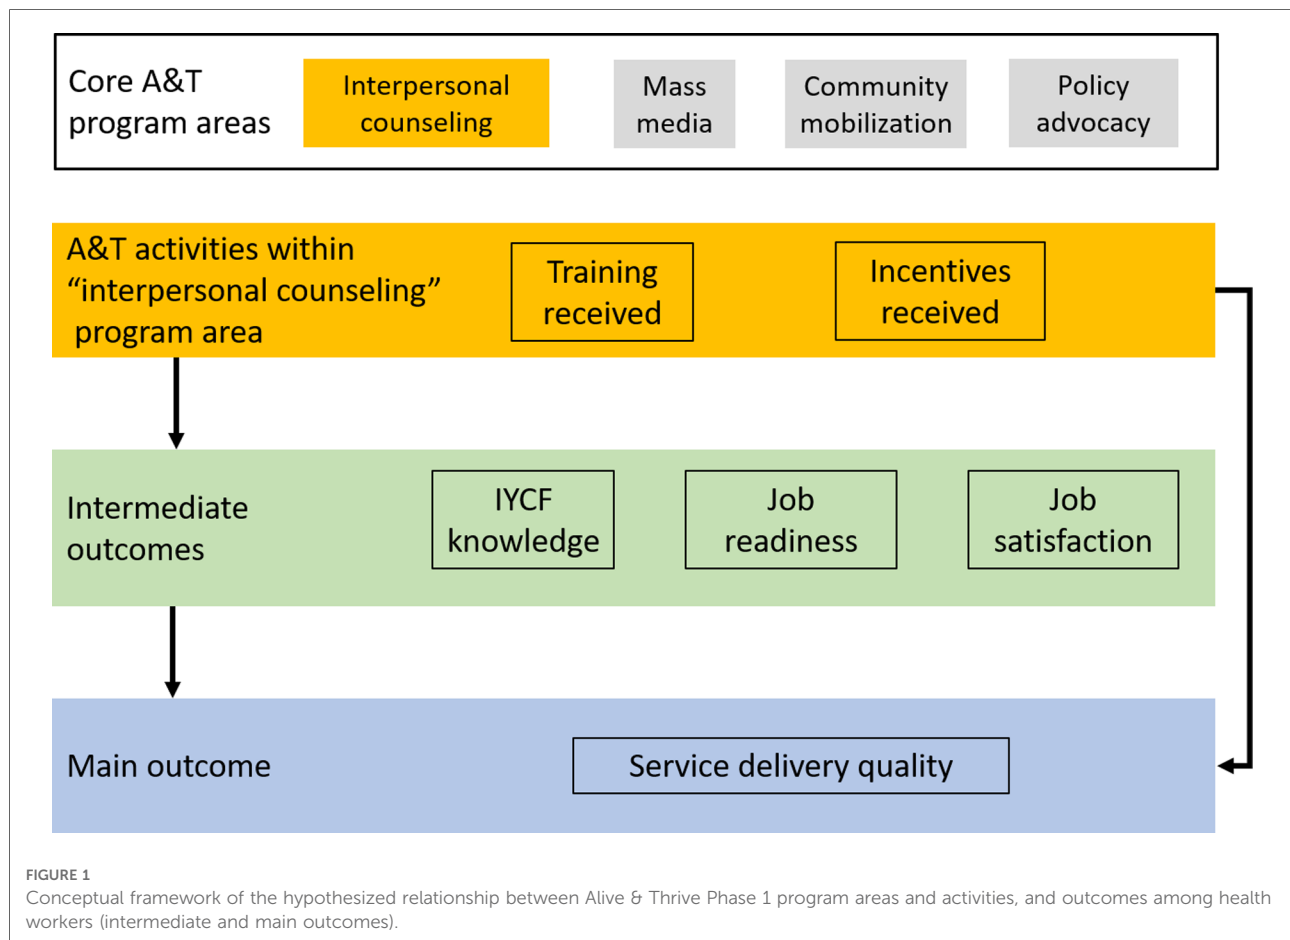 Core A&T
program areas
Interpersonal
counseling
Mass
media
Community
mobilization
Policy
advocacy
A&T activities within
“interpersonal counseling”
program area
Training
received
Incentives
received
Intermediate
outcomes
IYCF
knowledge
Job
readiness
Job
satisfaction
Main outcome
Service delivery quality
FIGURE 1
Conceptual framework of the hypothesized relationship between Alive & Thrive Phase 1 program areas and activities, and outcomes among health
workers (intermediate and main outcomes).